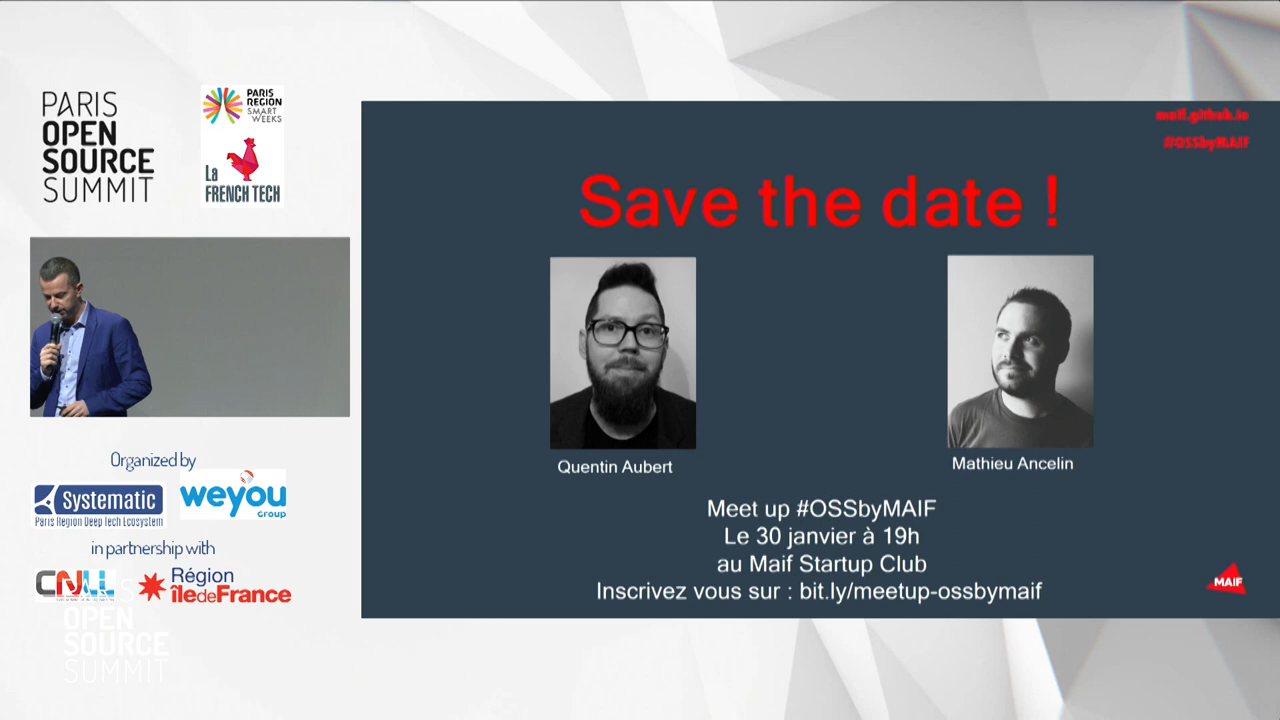 PARIS
OPEN
SOURCE
SUMMIT
PARIS
REGION
SMART
WEEKS
La
FRENCH TECH
maif.github.io
#OSSbyMAIF
Save the date !
Quentin Aubert
Mathieu Ancelin
Meet up #OSSbyMAIF
Le 30 janvier à 19h
au Maif Startup Club
Inscrivez vous sur : bit.ly/meetup-ossbymaif
MAIF
Organized by
Systematic
Paris Region Deep Tech Ecosystem
weyou
group
in partnership with
CNLL
Région
îledeFrance
PARIS
OPEN
SOURCE
SUMMIT